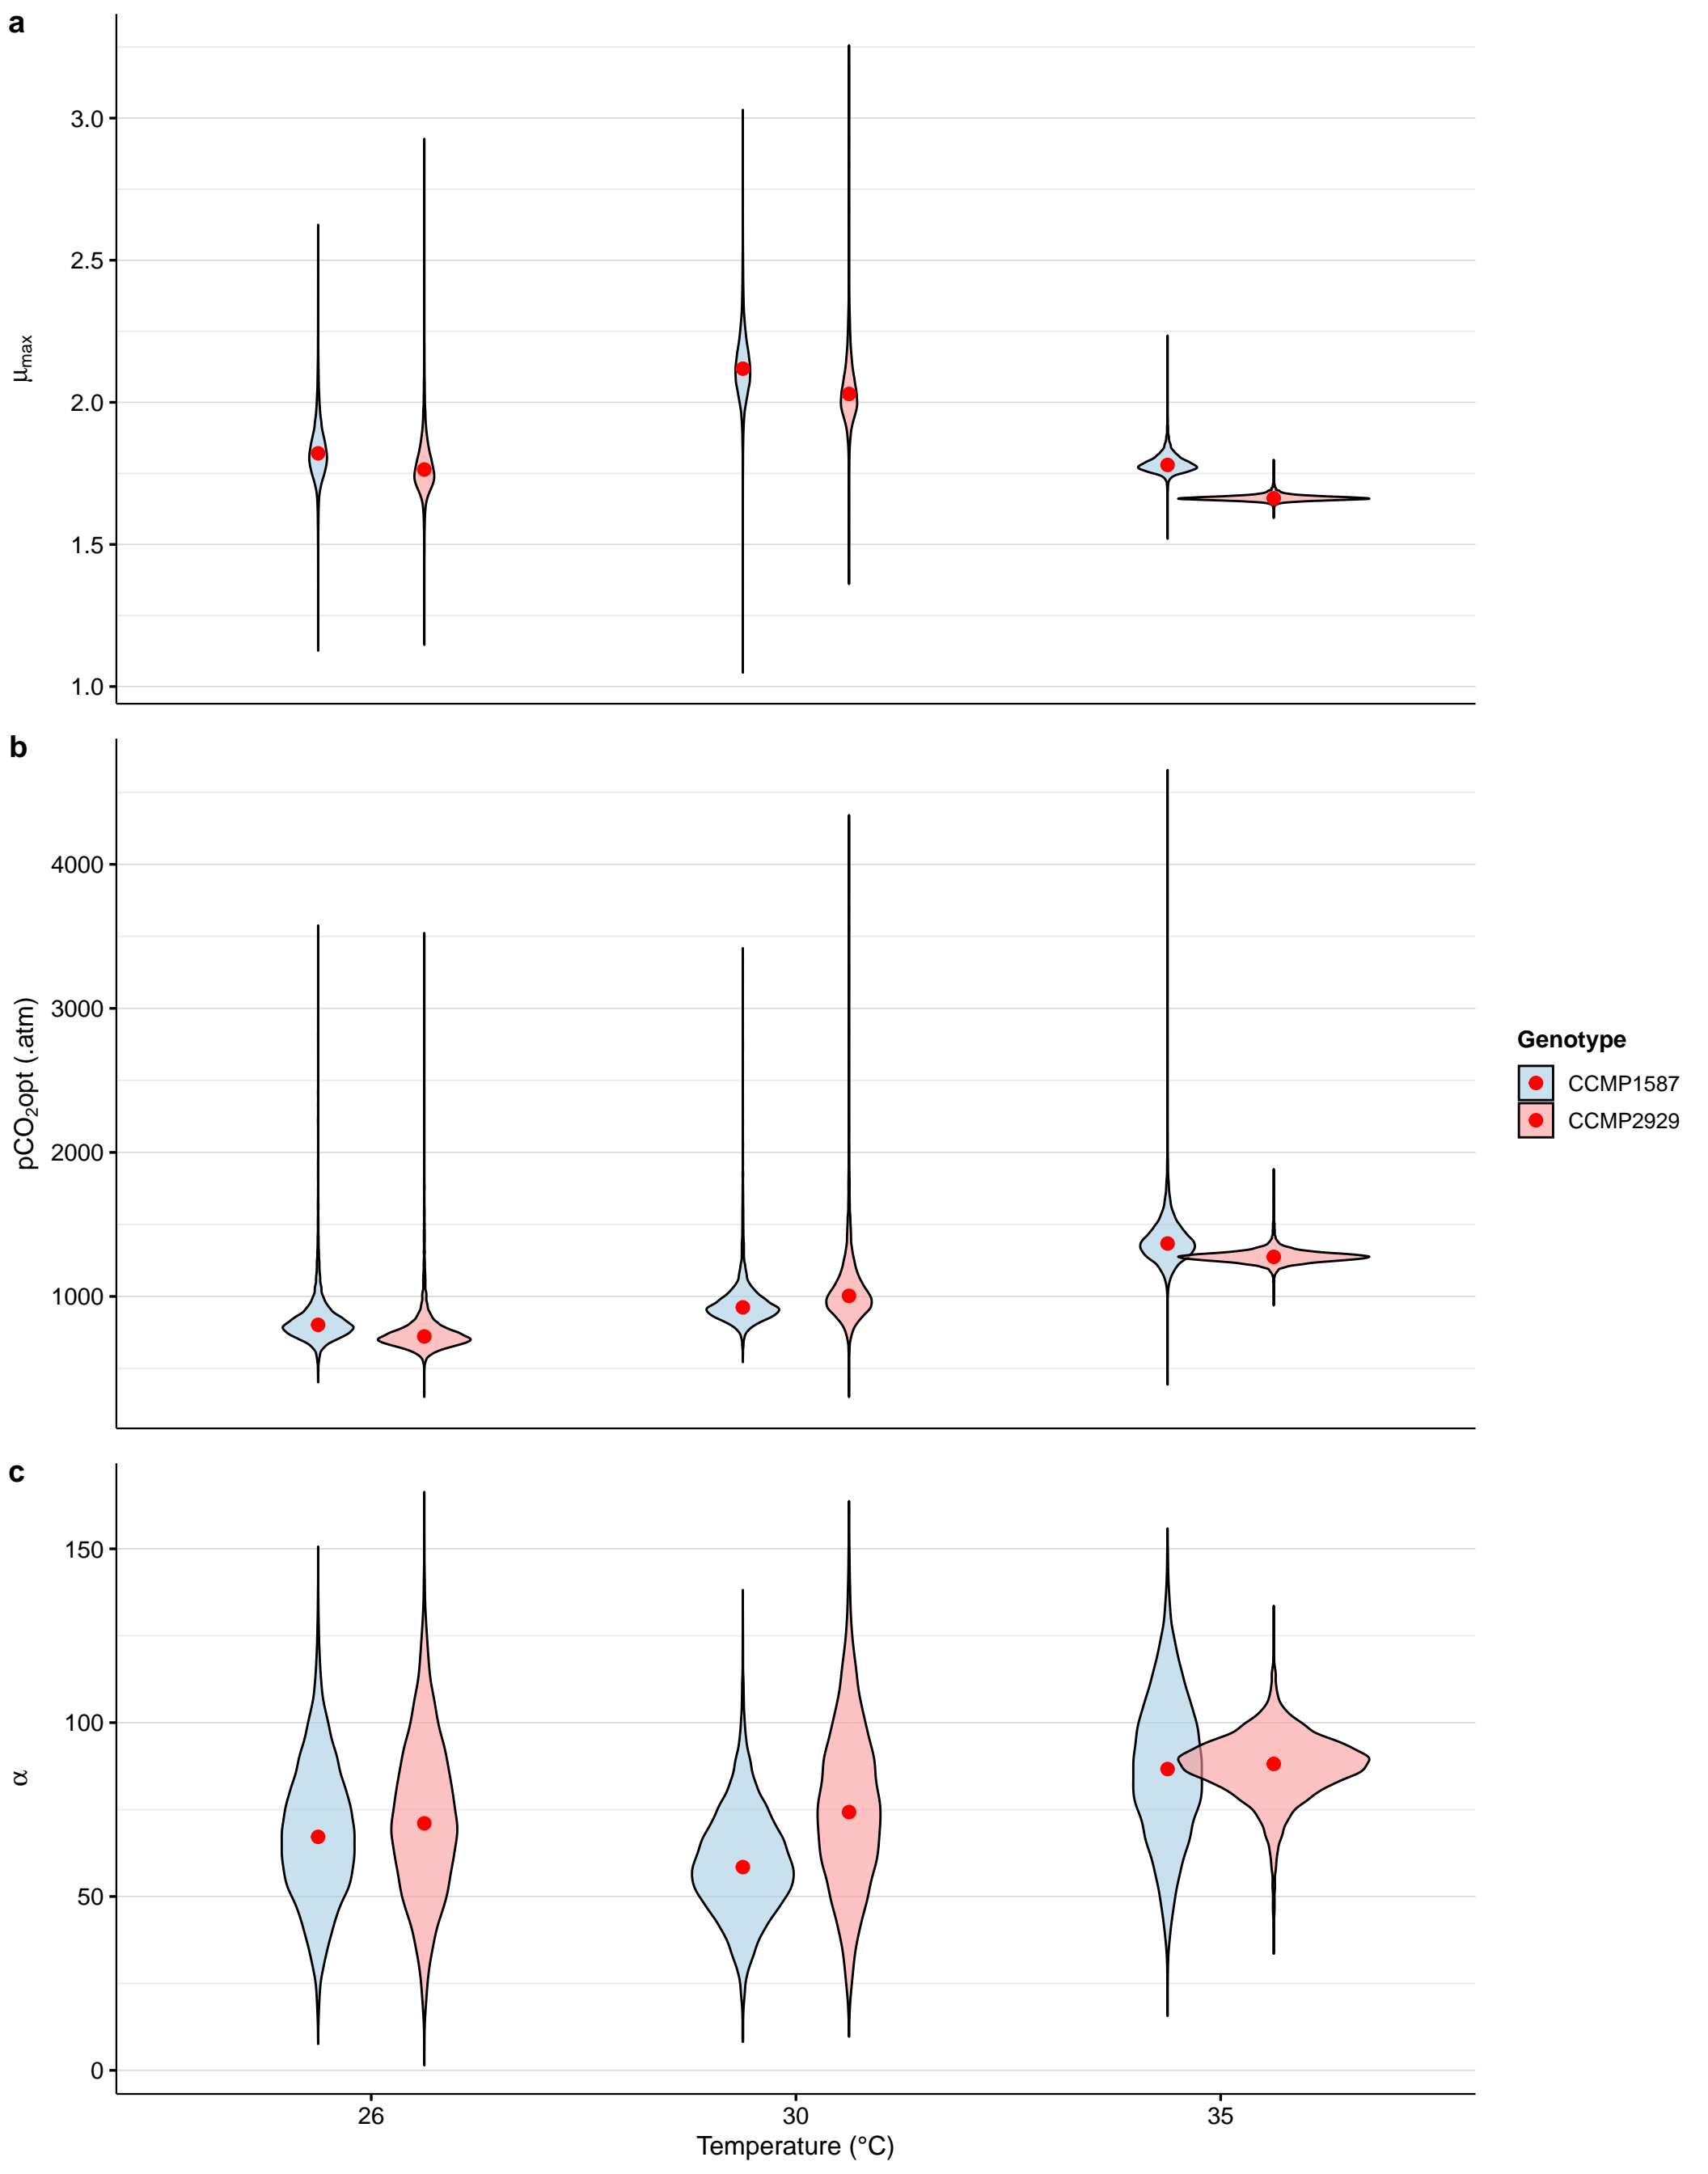 a
3.0
2.5
2.0
1.5
1.0
μmax
b
4000
3000
2000
1000
pCO₂opt (.atm)
Genotype
CCMP1587
CCMP2929
c
150
100
50
0
α
26 30 35
Temperature (°C)